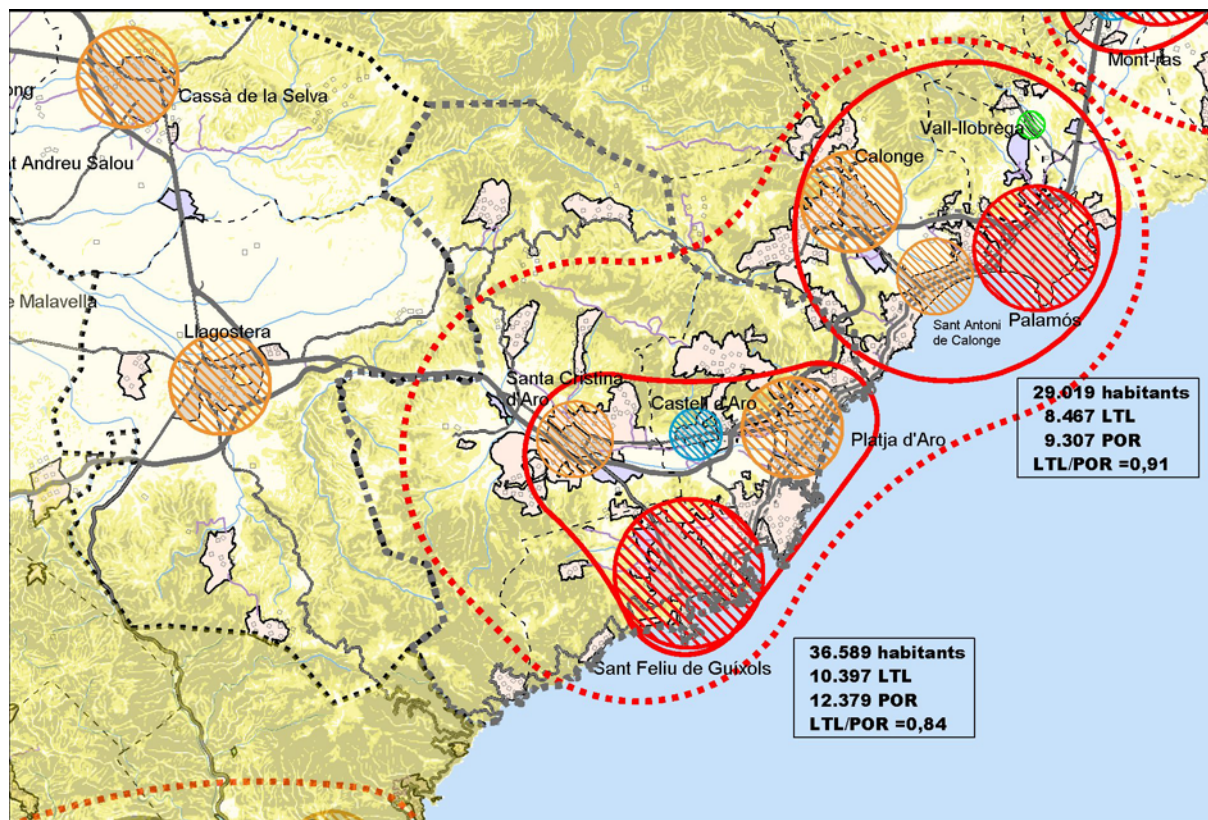 Mont-ras
Cassà de la Selva
ong
Vall-llobrega
t Andreu Salou
Calonge
e Malavella
Llagostera
Sant Antoni
de Calonge
Palamós
Santa Cristina
d'Aro
Castell d'Aro
Platja d'Aro
29.019 habitants
8.467 LTL
9.307 POR
LTL/POR =0,91
Sant Feliu de Guíxols
36.589 habitants
10.397 LTL
12.379 POR
LTL/POR =0,84